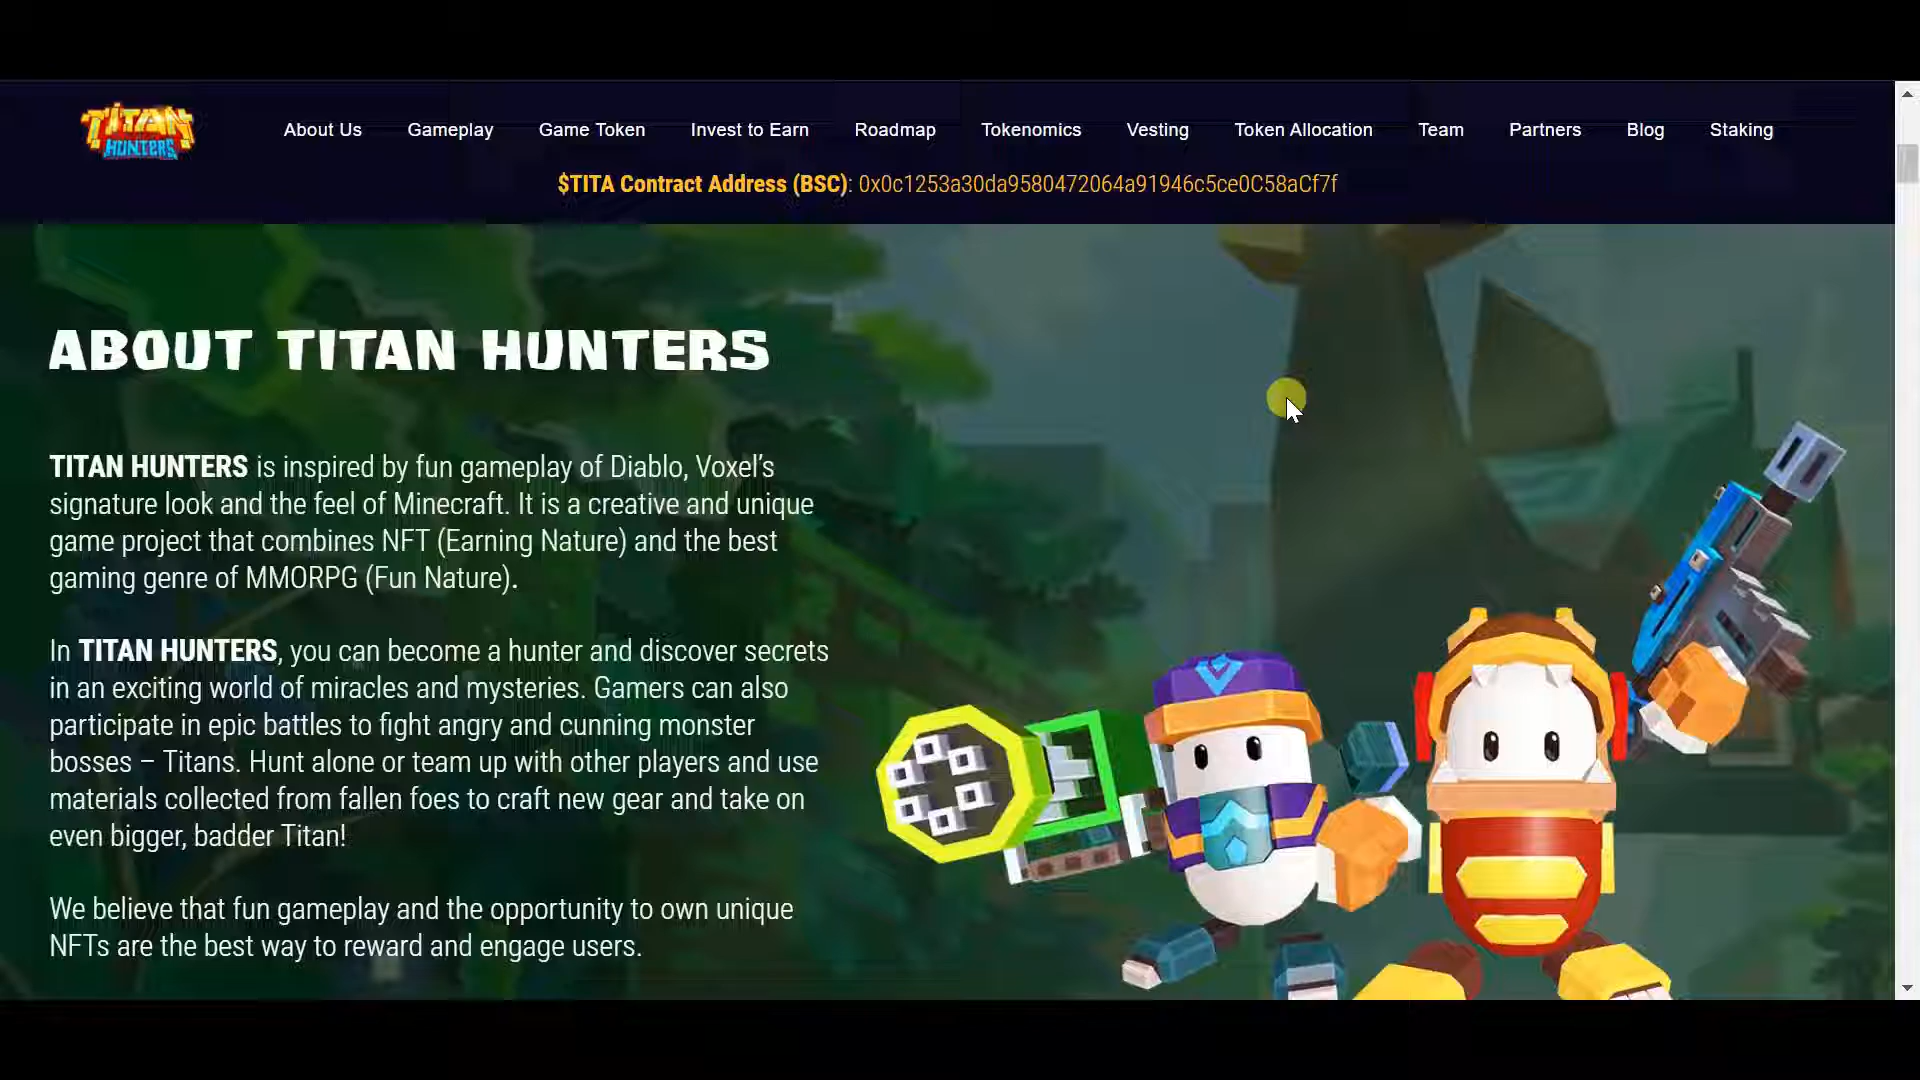 TITAN
HUNTERS
About Us Gameplay Game Token Invest to Earn Roadmap Tokenomics Vesting Token Allocation Team Partners Blog Staking
$TITA Contract Address (BSC): 0x0c1253a30da9580472064a91946c5ce0C58aCf7f
ABOUT TITAN HUNTERS
TITAN HUNTERS is inspired by fun gameplay of Diablo, Voxel's
signature look and the feel of Minecraft. It is a creative and unique
game project that combines NFT (Earning Nature) and the best
gaming genre of MMORPG (Fun Nature).
In TITAN HUNTERS, you can become a hunter and discover secrets
in an exciting world of miracles and mysteries. Gamers can also
participate in epic battles to fight angry and cunning monster
bosses – Titans. Hunt alone or team up with other players and use
materials collected from fallen foes to craft new gear and take on
even bigger, badder Titan!
We believe that fun gameplay and the opportunity to own unique
NFTs are the best way to reward and engage users.